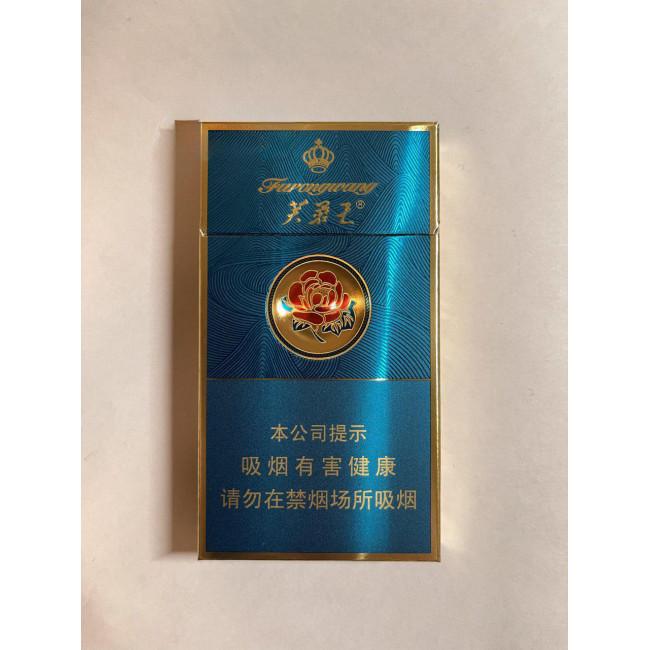 Furongwang
芙蓉王®
本公司提示
吸烟有害健康
请勿在禁烟场所吸烟